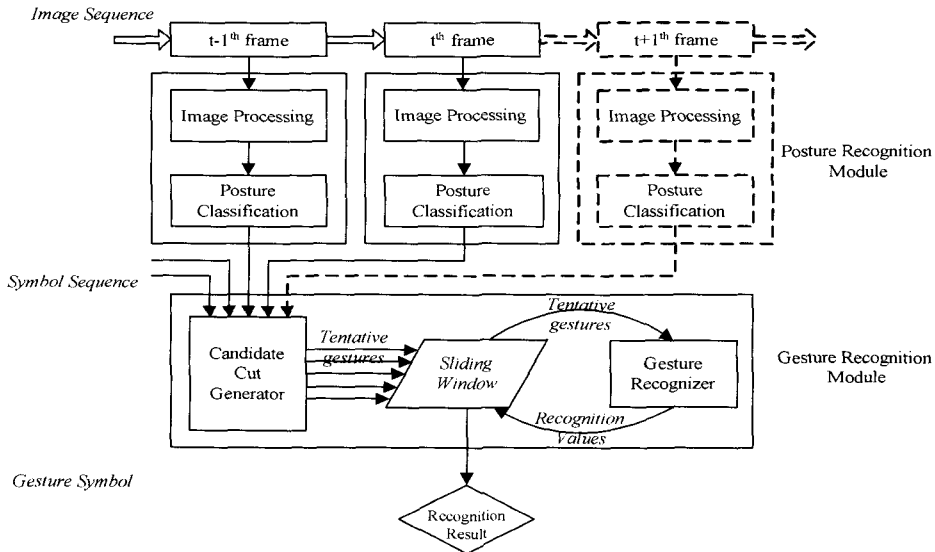 Image Sequence
t-1th frame
tth frame
t+1th frame
Image Processing
Image Processing
Image Processing
Posture Recognition
Module
Posture
Classification
Posture
Classification
Posture
Classification
Symbol Sequence
Candidate
Cut
Generator
Tentative
gestures
Sliding
Window
Tentative
gestures
Gesture
Recognizer
Recognition
Values
Gesture Recognition
Module
Gesture Symbol
Recognition
Result